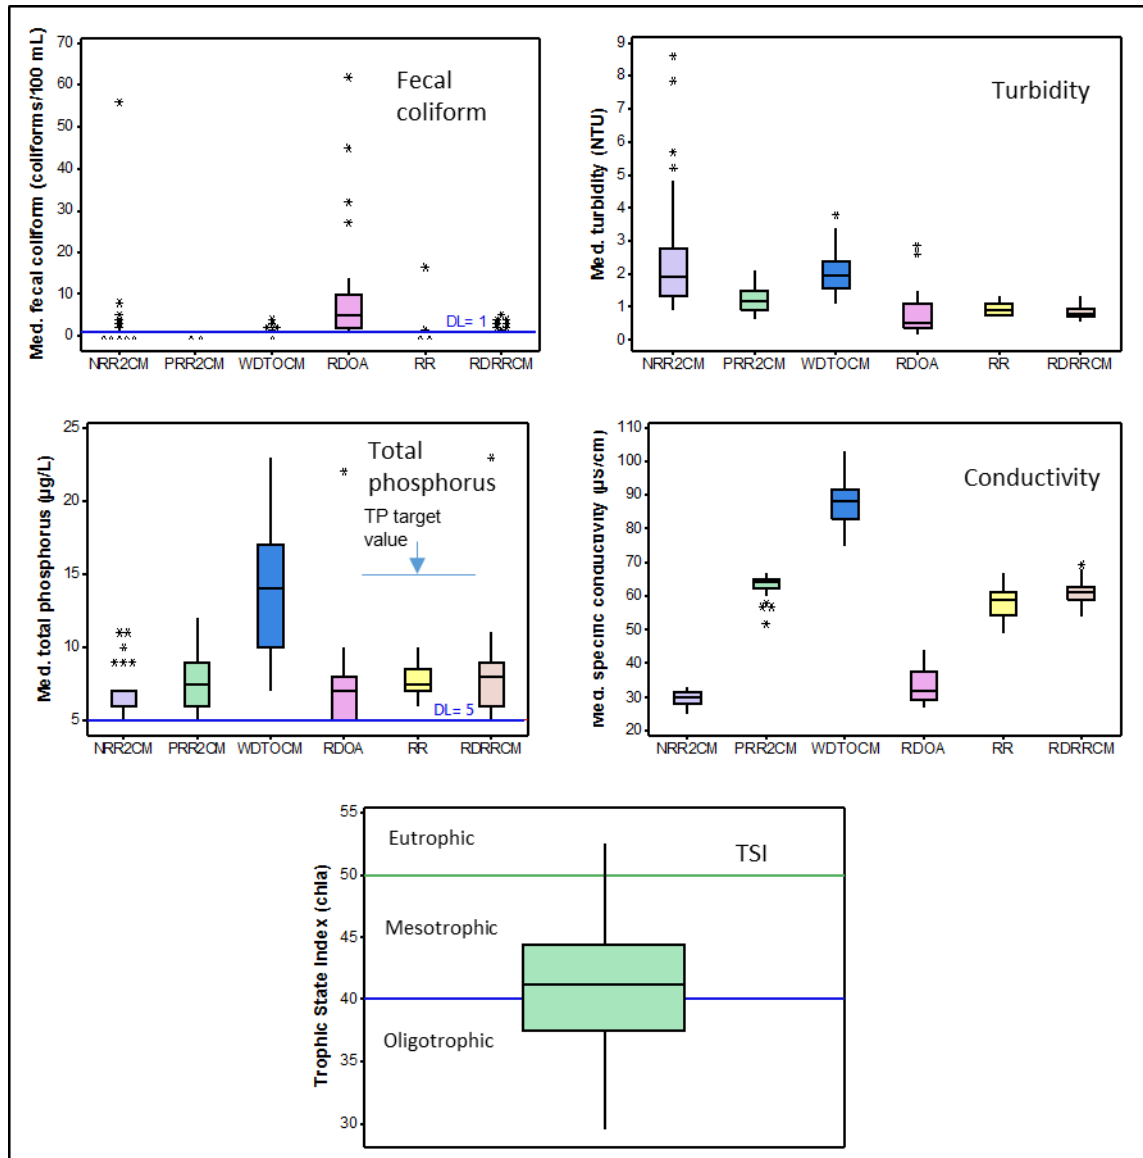 Fecal
coliform
Med. fecal coliform (coliforms/100 mL)
70
60
50
40
30
20
10
0
DL= 1
NRR2CM PRR2CM WDTOCM RDOA RR RDRRCM
Turbidity
Med. turbidity (NTU)
9
8
7
6
5
4
3
2
1
0
NRR2CM PRR2CM WDTOCM RDOA RR RDRRCM
Total
phosphorus
TP target
value
Med. total phosphorus (µg/L)
25
20
15
10
5
DL= 5
NRR2CM PRR2CM WDTOCM RDOA RR RDRRCM
Conductivity
Med. specific conductivity (µS/cm)
110
100
90
80
70
60
50
40
30
20
NRR2CM PRR2CM WDTOCM RDOA RR RDRRCM
TSI
Trophic State Index (chla)
55
50
45
40
35
30
Eutrophic
Mesotrophic
Oligotrophic